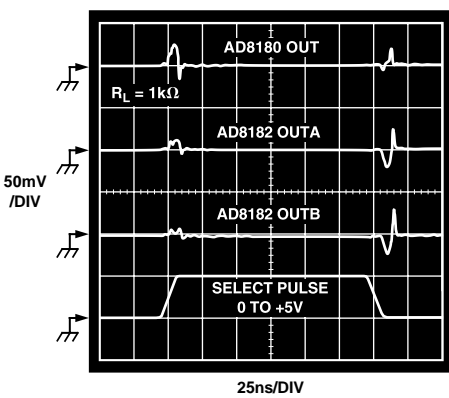 AD8180 OUT
R_L = 1kΩ
AD8182 OUTA
50mV
/DIV
AD8182 OUTB
SELECT PULSE
0 TO +5V
25ns/DIV